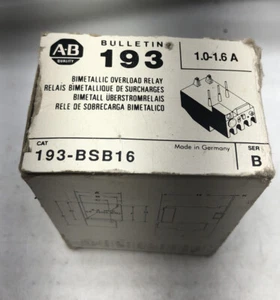 A-B
QUALITY
BULLETIN
193
1.0-1.6 A
BIMETALLIC OVERLOAD RELAY
RELAIS BIMETALLIQUE DE SURCHARGES
BIMETALL ÜBERSTROMRELAIS
RELE DE SOBRECARGA BIMETALICO
CAT
193-BSB16
Made in Germany
SER
B